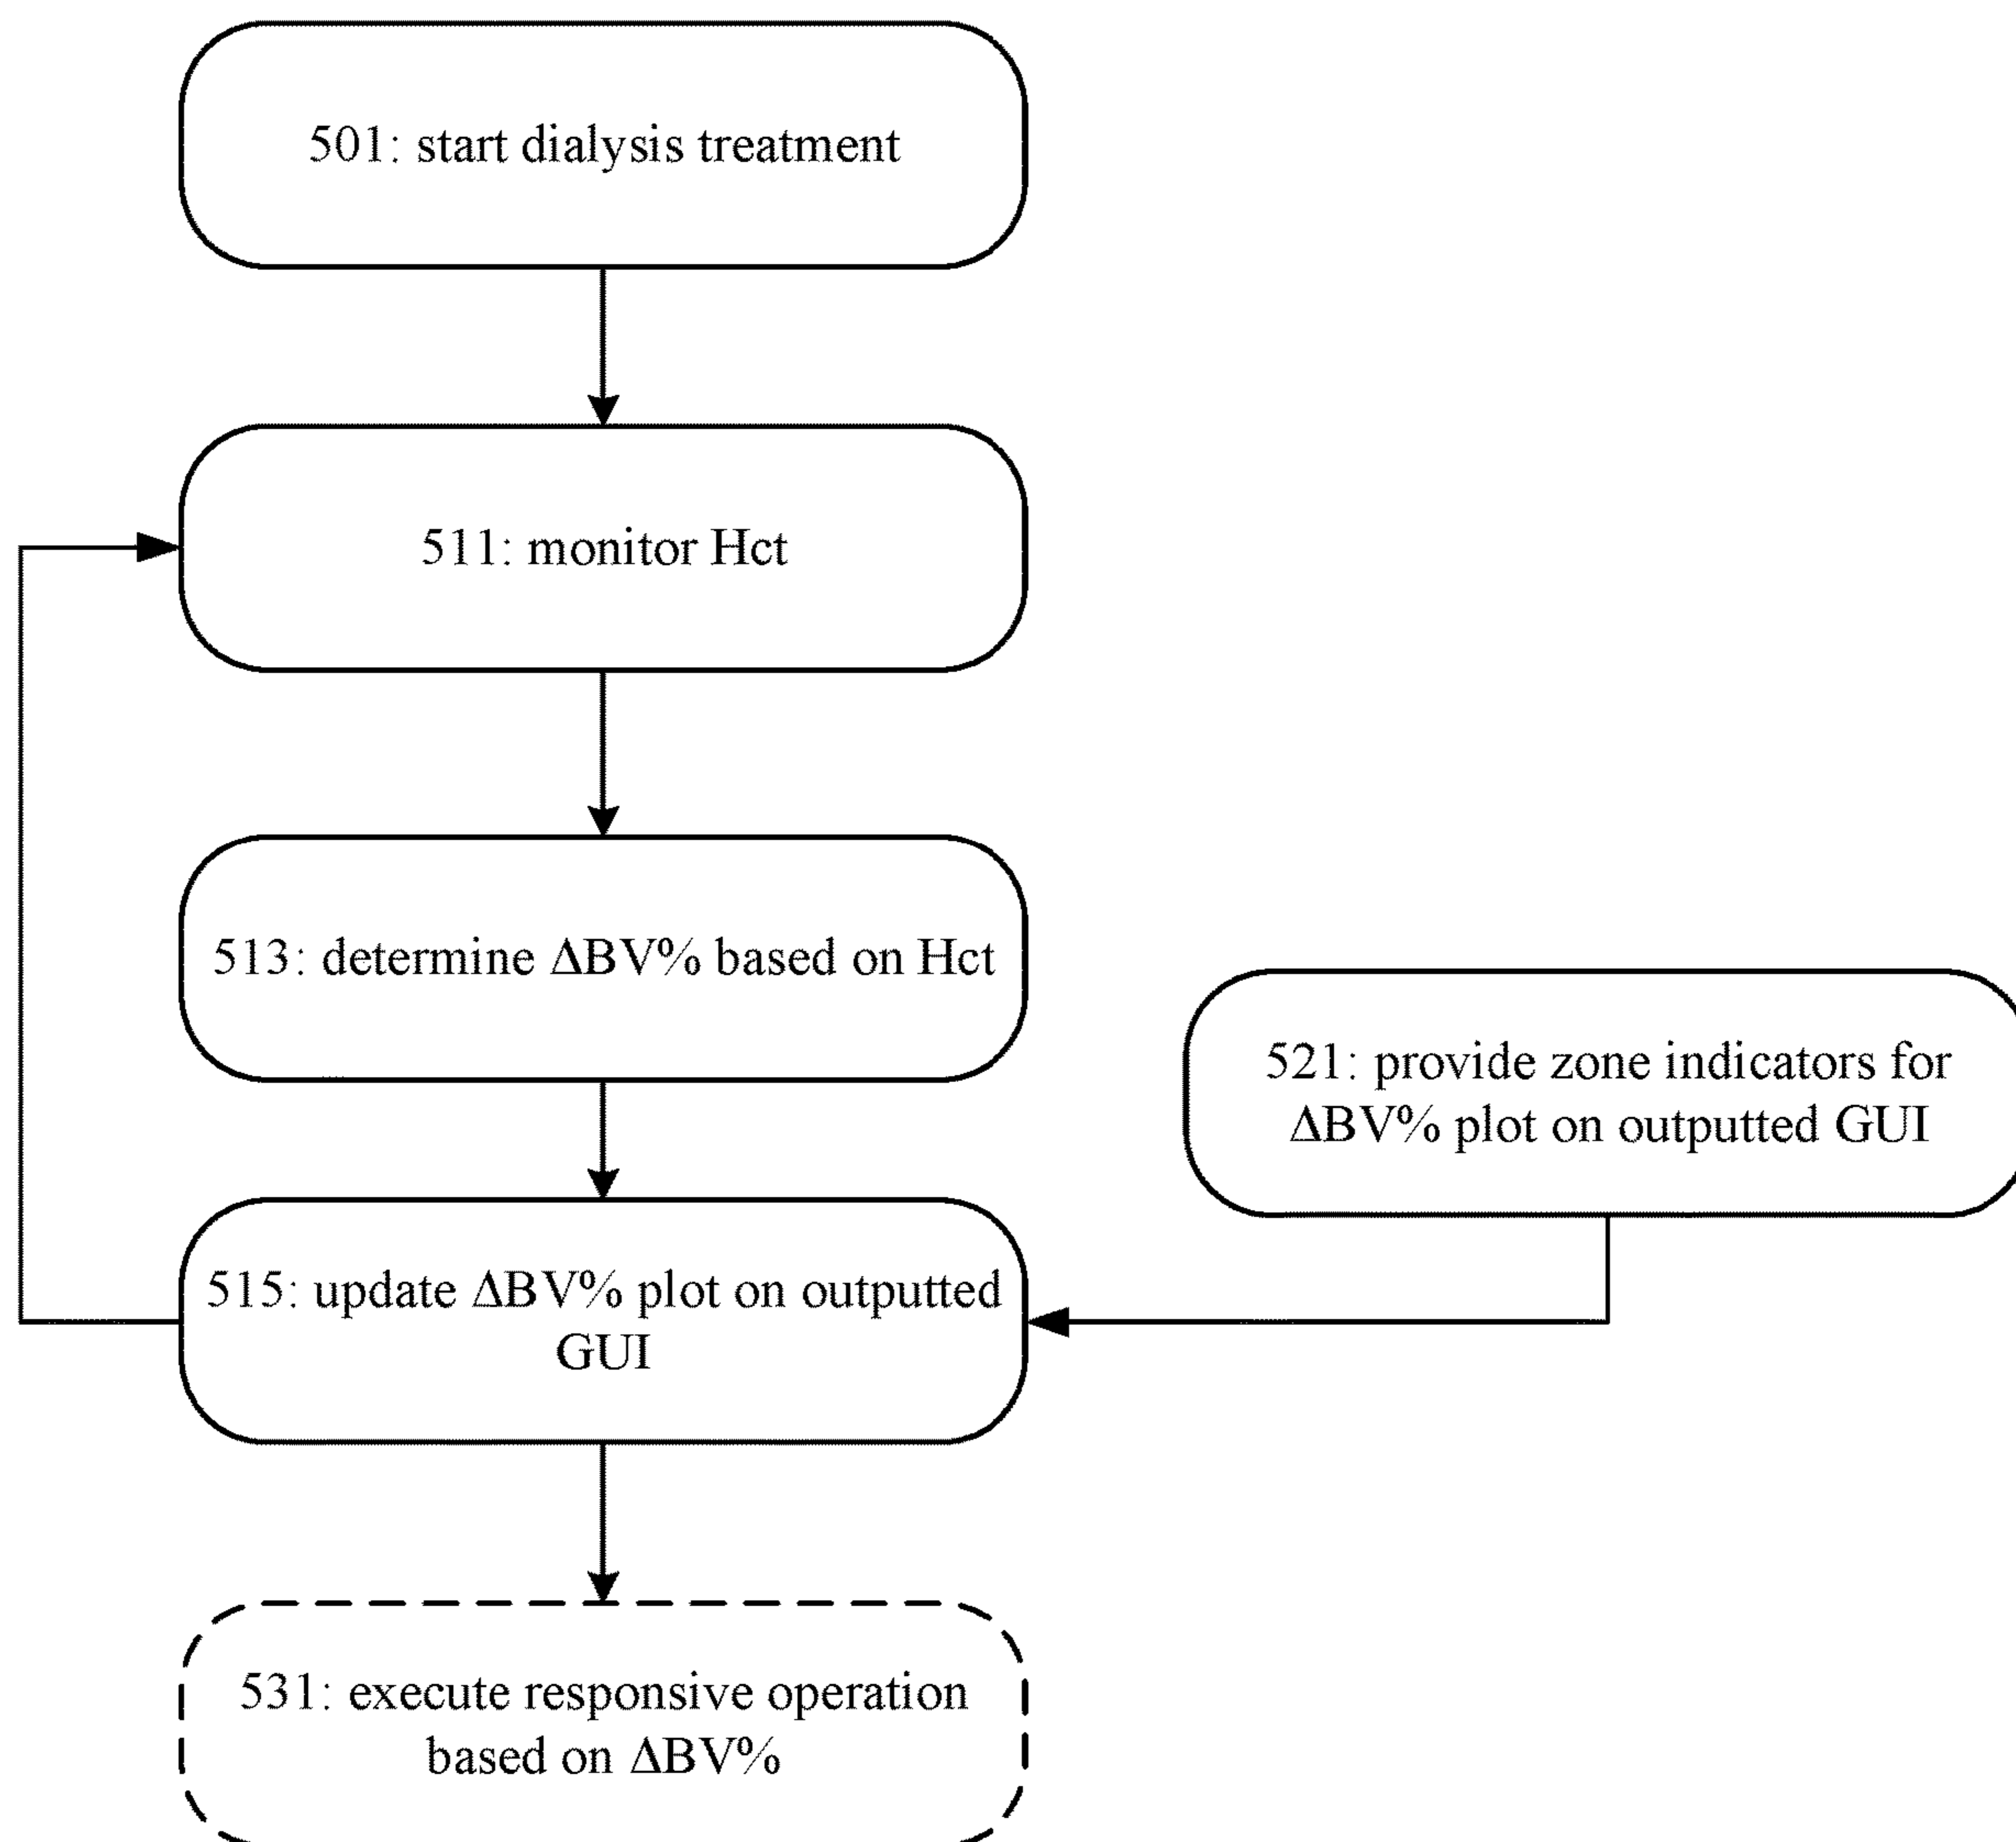 501: start dialysis treatment
511: monitor Hct
513: determine ΔBV% based on Hct
521: provide zone indicators for
ΔBV% plot on outputted GUI
515: update ΔBV% plot on outputted
GUI
531: execute responsive operation
based on ΔBV%